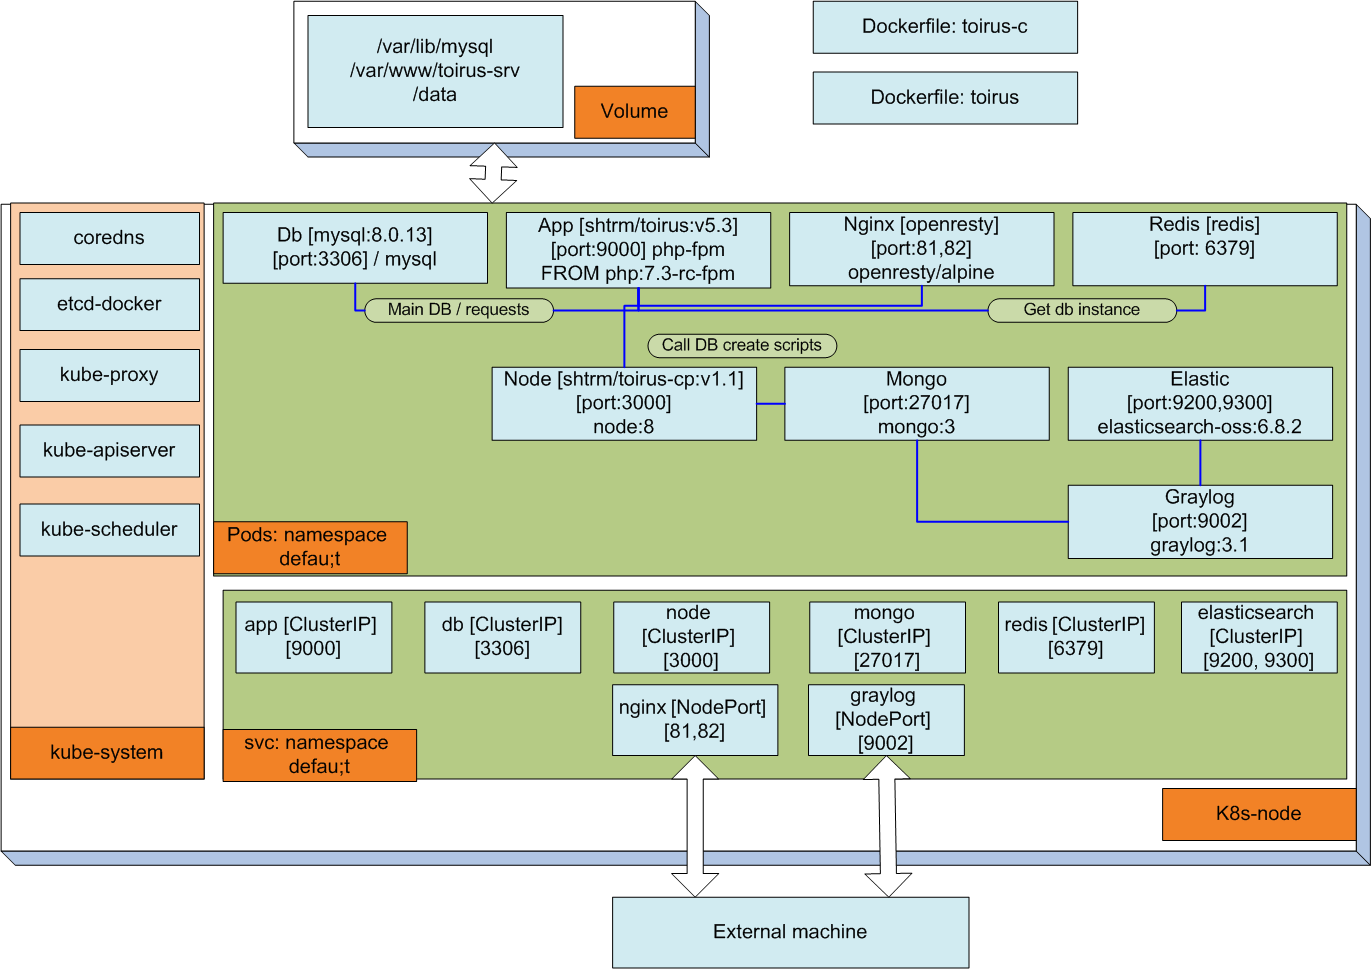 /var/lib/mysql
/var/www/toirus-srv
/data
Volume
Dockerfile: toirus-c
Dockerfile: toirus
coredns
etcd-docker
kube-proxy
kube-apiserver
kube-scheduler
kube-system
Db [mysql:8.0.13]
[port:3306] / mysql
App [shtrm/toirus:v5.3]
[port:9000] php-fpm
FROM php:7.3-rc-fpm
Nginx [openresty]
[port:81,82]
openresty/alpine
Redis [redis]
[port: 6379]
Main DB / requests
Get db instance
Call DB create scripts
Node [shtrm/toirus-cp:v1.1]
[port:3000]
node:8
Mongo
[port:27017]
mongo:3
Elastic
[port:9200,9300]
elasticsearch-oss:6.8.2
Graylog
[port:9002]
graylog:3.1
Pods: namespace
defau;t
app [ClusterIP]
[9000]
db [ClusterIP]
[3306]
node
[ClusterIP]
[3000]
mongo
[ClusterIP]
[27017]
redis [ClusterIP]
[6379]
elasticsearch
[ClusterIP]
[9200, 9300]
nginx [NodePort]
[81,82]
graylog
[NodePort]
[9002]
svc: namespace
defau;t
K8s-node
External machine